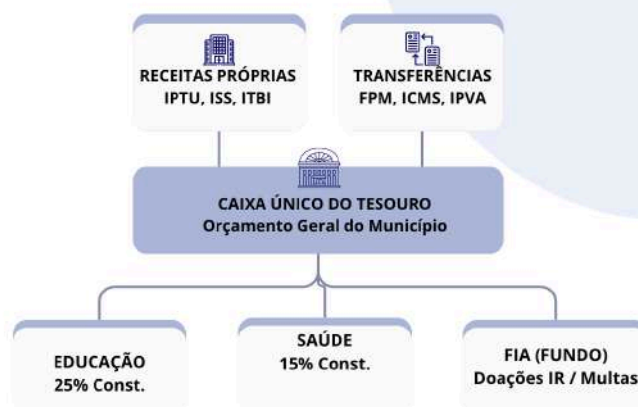 RECEITAS PRÓPRIAS
IPTU, ISS, ITBI
TRANSFERÊNCIAS
FPM, ICMS, IPVA
CAIXA ÚNICO DO TESOURO
Orçamento Geral do Município
EDUCAÇÃO
25% Const.
SAÚDE
15% Const.
FIA (FUNDO)
Doações IR / Multas